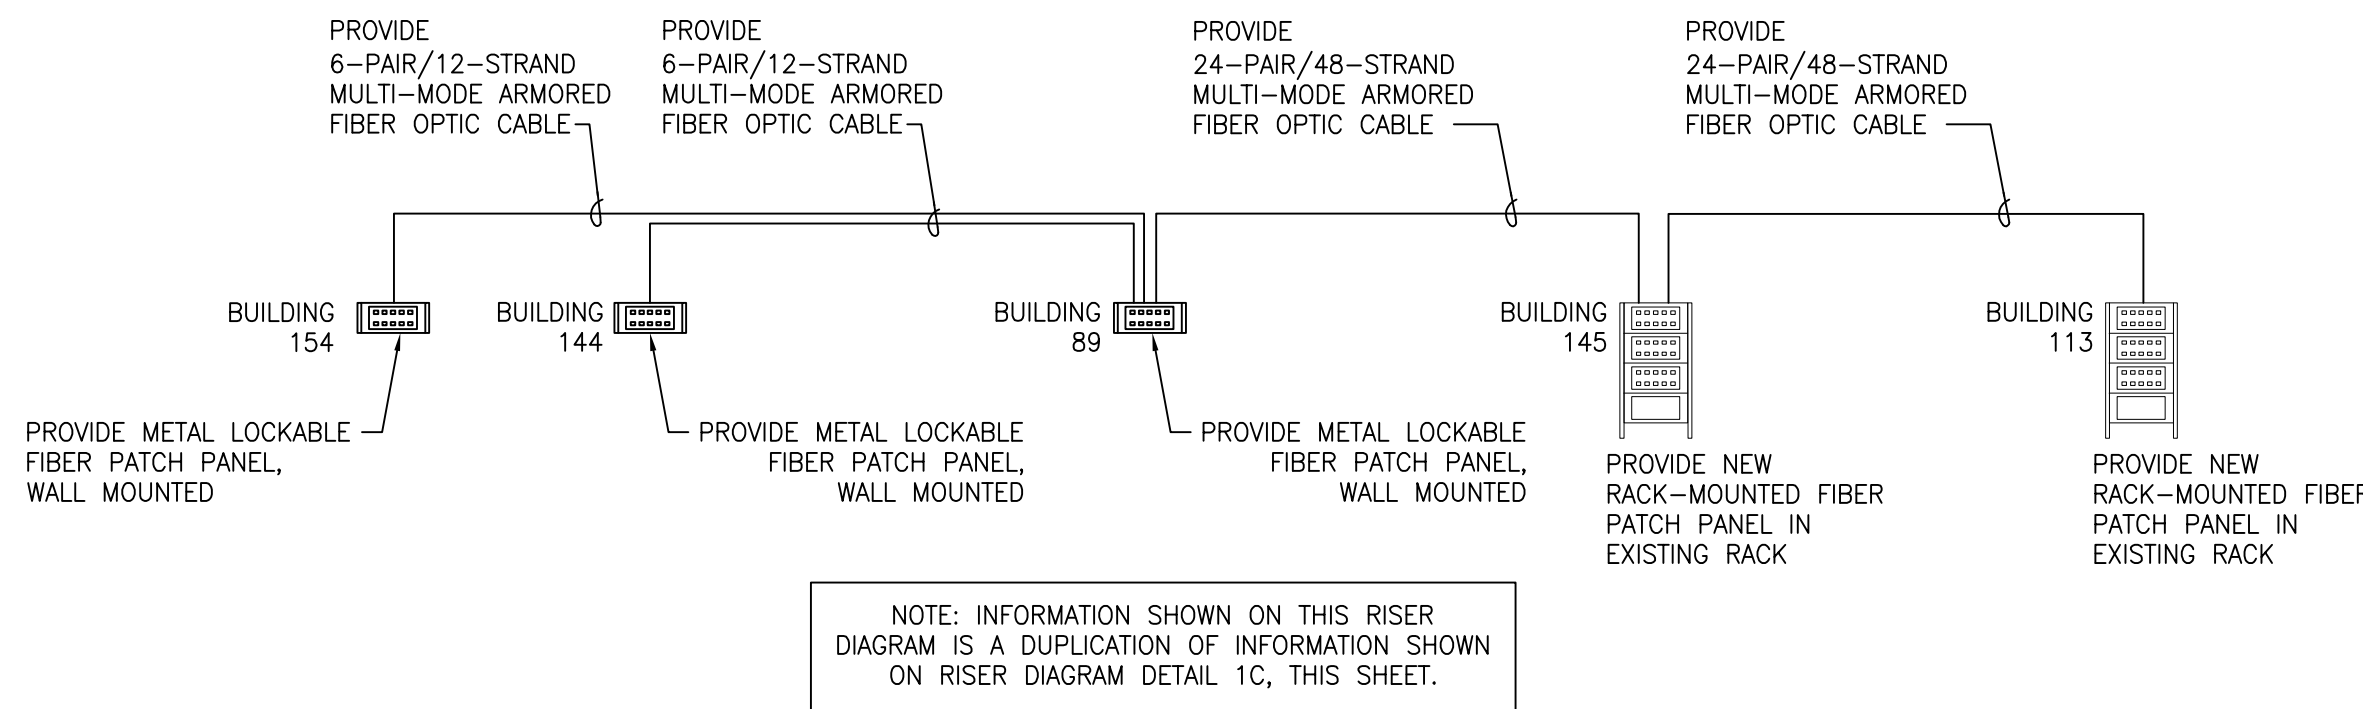 PROVIDE
6-PAIR/12-STRAND
MULTI-MODE ARMORED
FIBER OPTIC CABLE
PROVIDE
6-PAIR/12-STRAND
MULTI-MODE ARMORED
FIBER OPTIC CABLE
PROVIDE
24-PAIR/48-STRAND
MULTI-MODE ARMORED
FIBER OPTIC CABLE
PROVIDE
24-PAIR/48-STRAND
MULTI-MODE ARMORED
FIBER OPTIC CABLE
BUILDING
154
BUILDING
144
BUILDING
89
BUILDING
145
BUILDING
113
PROVIDE METAL LOCKABLE
FIBER PATCH PANEL,
WALL MOUNTED
PROVIDE METAL LOCKABLE
FIBER PATCH PANEL,
WALL MOUNTED
PROVIDE METAL LOCKABLE
FIBER PATCH PANEL,
WALL MOUNTED
PROVIDE NEW
RACK-MOUNTED FIBER
PATCH PANEL IN
EXISTING RACK
PROVIDE NEW
RACK-MOUNTED FIBER
PATCH PANEL IN
EXISTING RACK
NOTE: INFORMATION SHOWN ON THIS RISER
DIAGRAM IS A DUPLICATION OF INFORMATION SHOWN
ON RISER DIAGRAM DETAIL 1C, THIS SHEET.